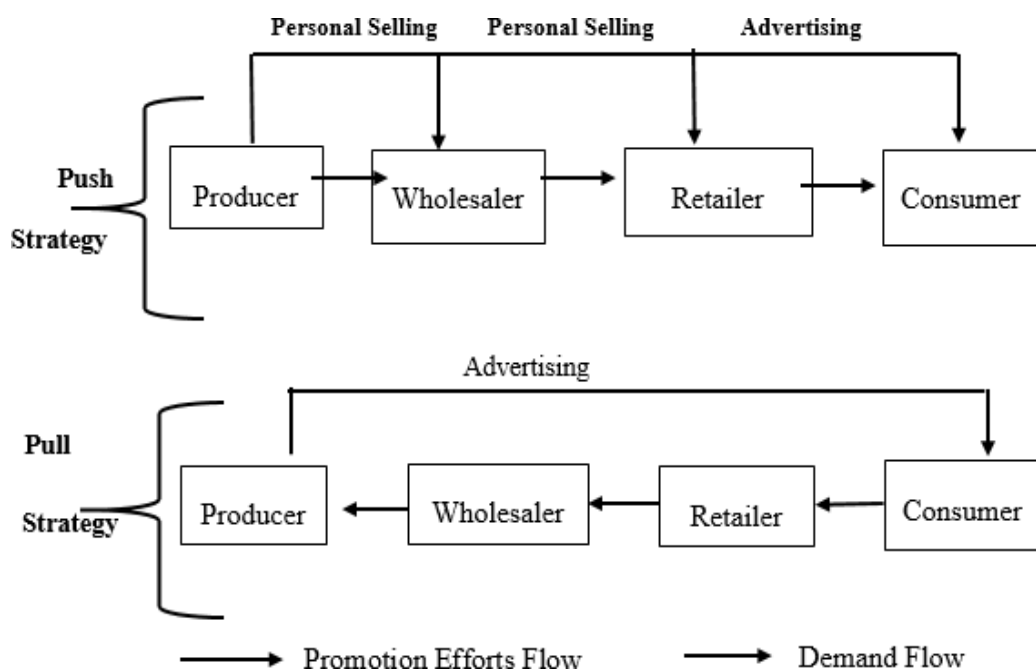 Personal Selling Personal Selling Advertising
Push
Strategy
Producer Wholesaler Retailer Consumer
Advertising
Pull
Strategy
Producer Wholesaler Retailer Consumer
Promotion Efforts Flow Demand Flow